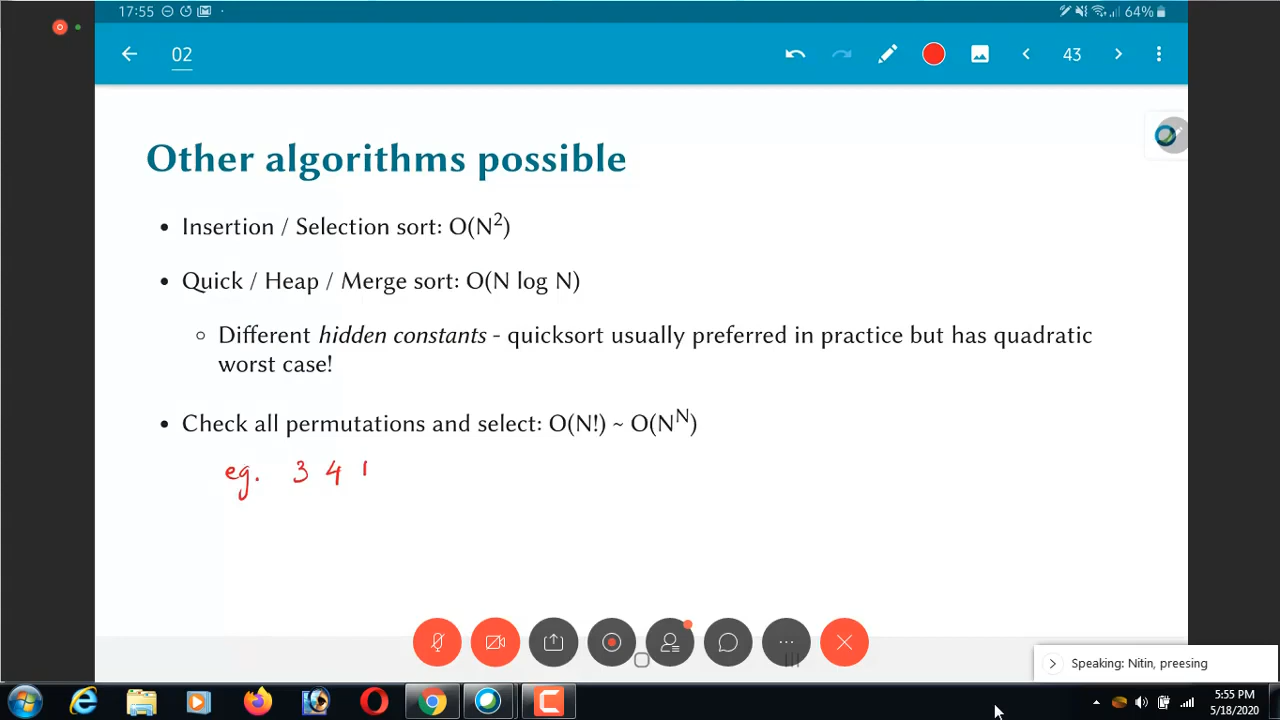 17:55 64%
02 43
Other algorithms possible
• Insertion / Selection sort: O(N²)
• Quick / Heap / Merge sort: O(N log N)
○ Different hidden constants - quicksort usually preferred in practice but has quadratic
worst case!
• Check all permutations and select: O(N!) ~ O(Nᴺ)
eg. 3 4 1
Speaking: Nitin, preesing
5:55 PM
5/18/2020